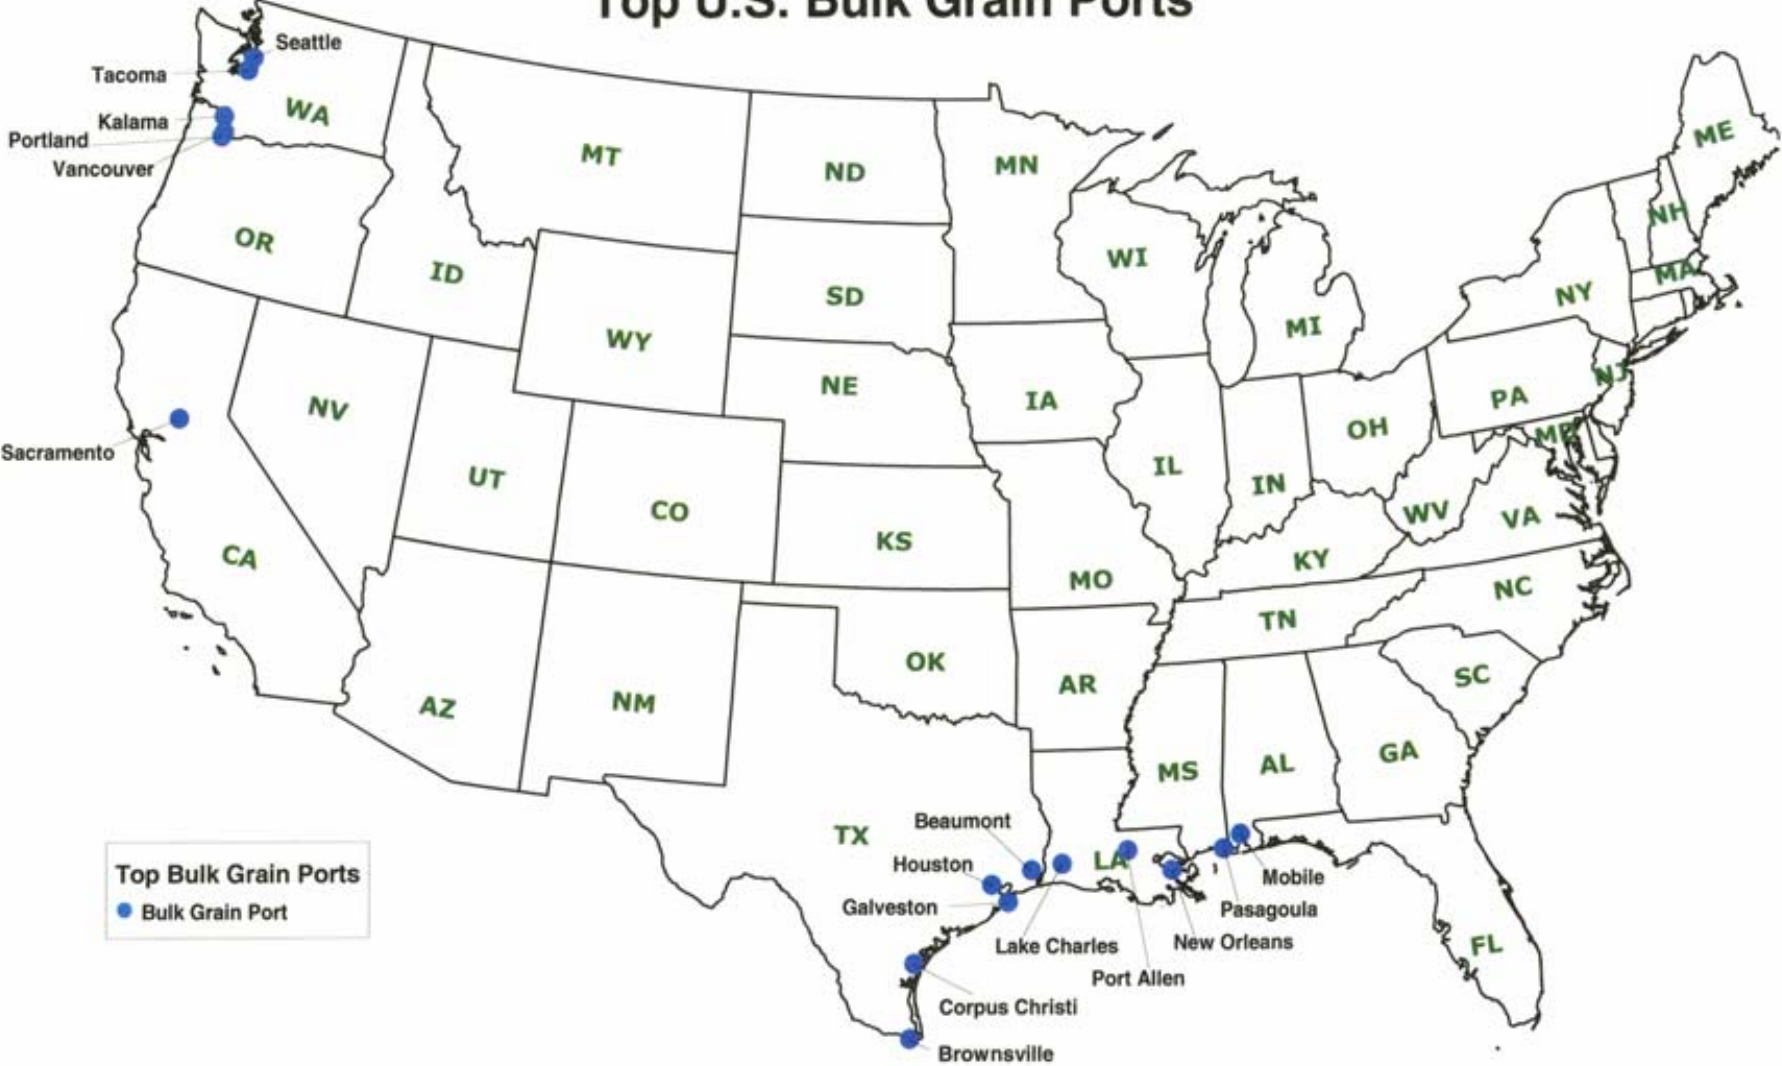 Top U.S. Bulk Grain Ports
Seattle
Tacoma
Kalama
Portland
Vancouver
Sacramento
WA
MT
ND
MN
ME
OR
ID
SD
WI
NH
MA
NY
WY
MI
NV
NE
IA
PA
NJ
OH
UT
CO
IL
IN
WV
VA
CA
KS
MO
KY
NC
TN
AZ
NM
OK
AR
SC
MS
AL
GA
TX
LA
FL
Beaumont
Houston
Galveston
Lake Charles
Port Allen
New Orleans
Pasagoula
Mobile
Corpus Christi
Brownsville
Top Bulk Grain Ports
Bulk Grain Port